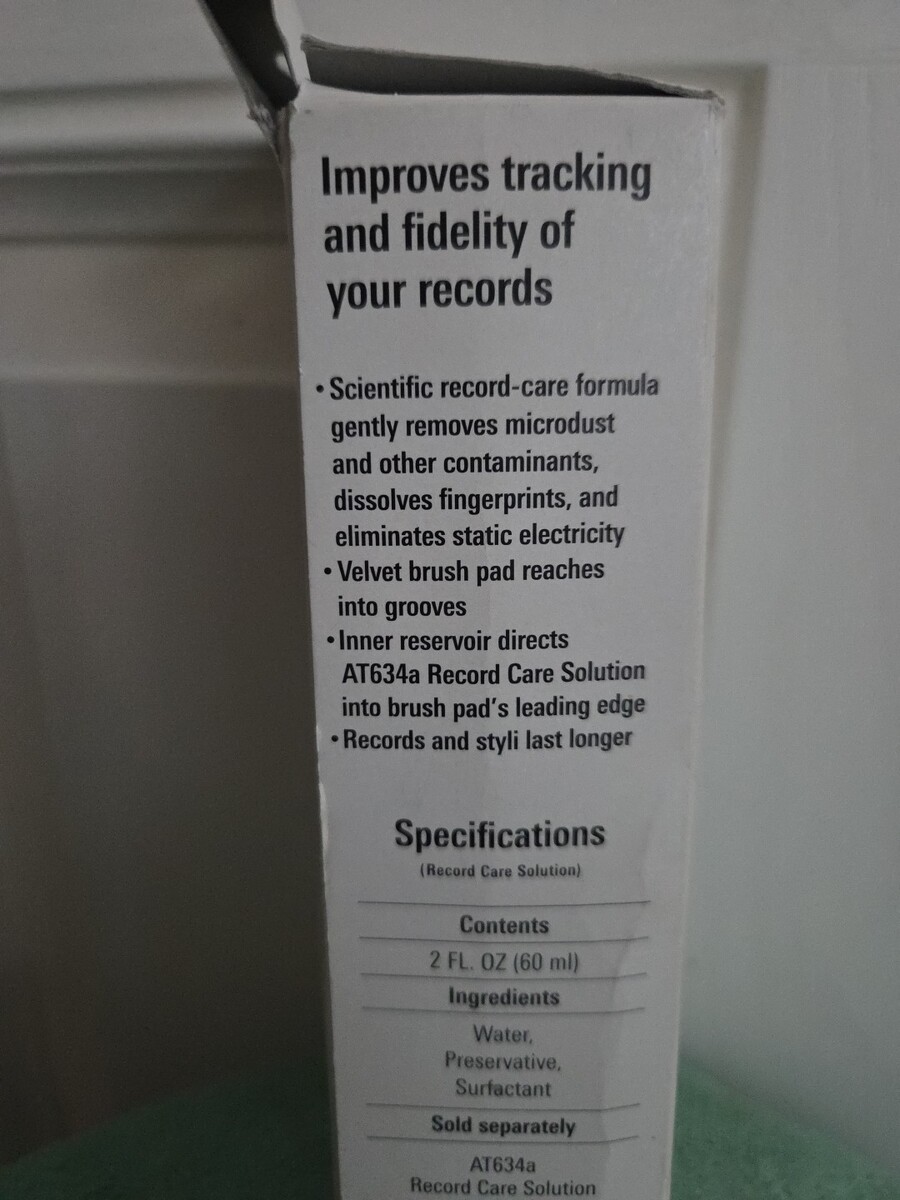 Improves tracking
and fidelity of
your records
• Scientific record-care formula
gently removes microdust
and other contaminants,
dissolves fingerprints, and
eliminates static electricity
• Velvet brush pad reaches
into grooves
• Inner reservoir directs
AT634a Record Care Solution
into brush pad's leading edge
• Records and styli last longer
Specifications
(Record Care Solution)
Contents
2 FL. OZ (60 ml)
Ingredients
Water,
Preservative,
Surfactant
Sold separately
AT634a
Record Care Solution